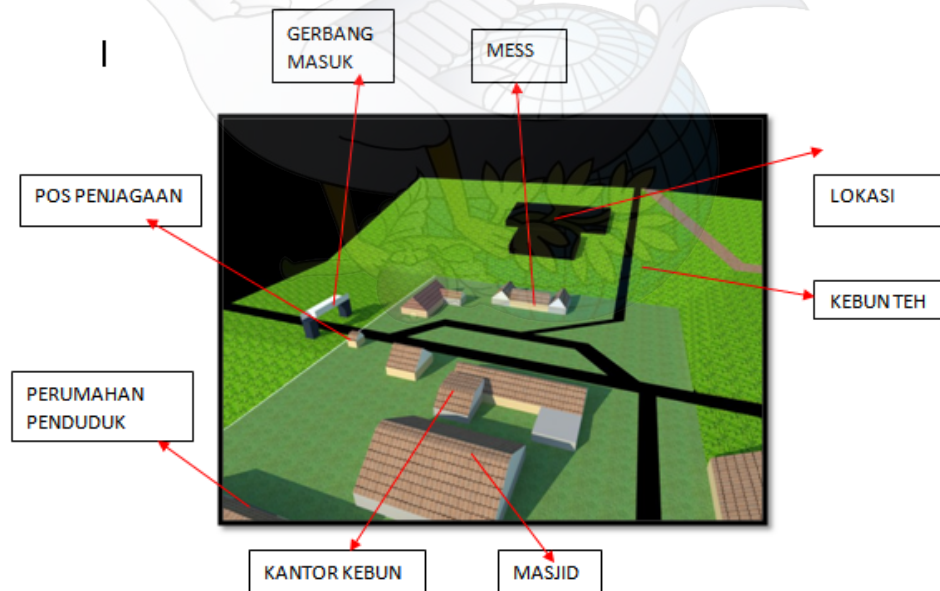 GERBANG
MASUK
MESS
POS PENJAGAAN
LOKASI
KEBUN TEH
PERUMAHAN
PENDUDUK
KANTOR KEBUN
MASJID